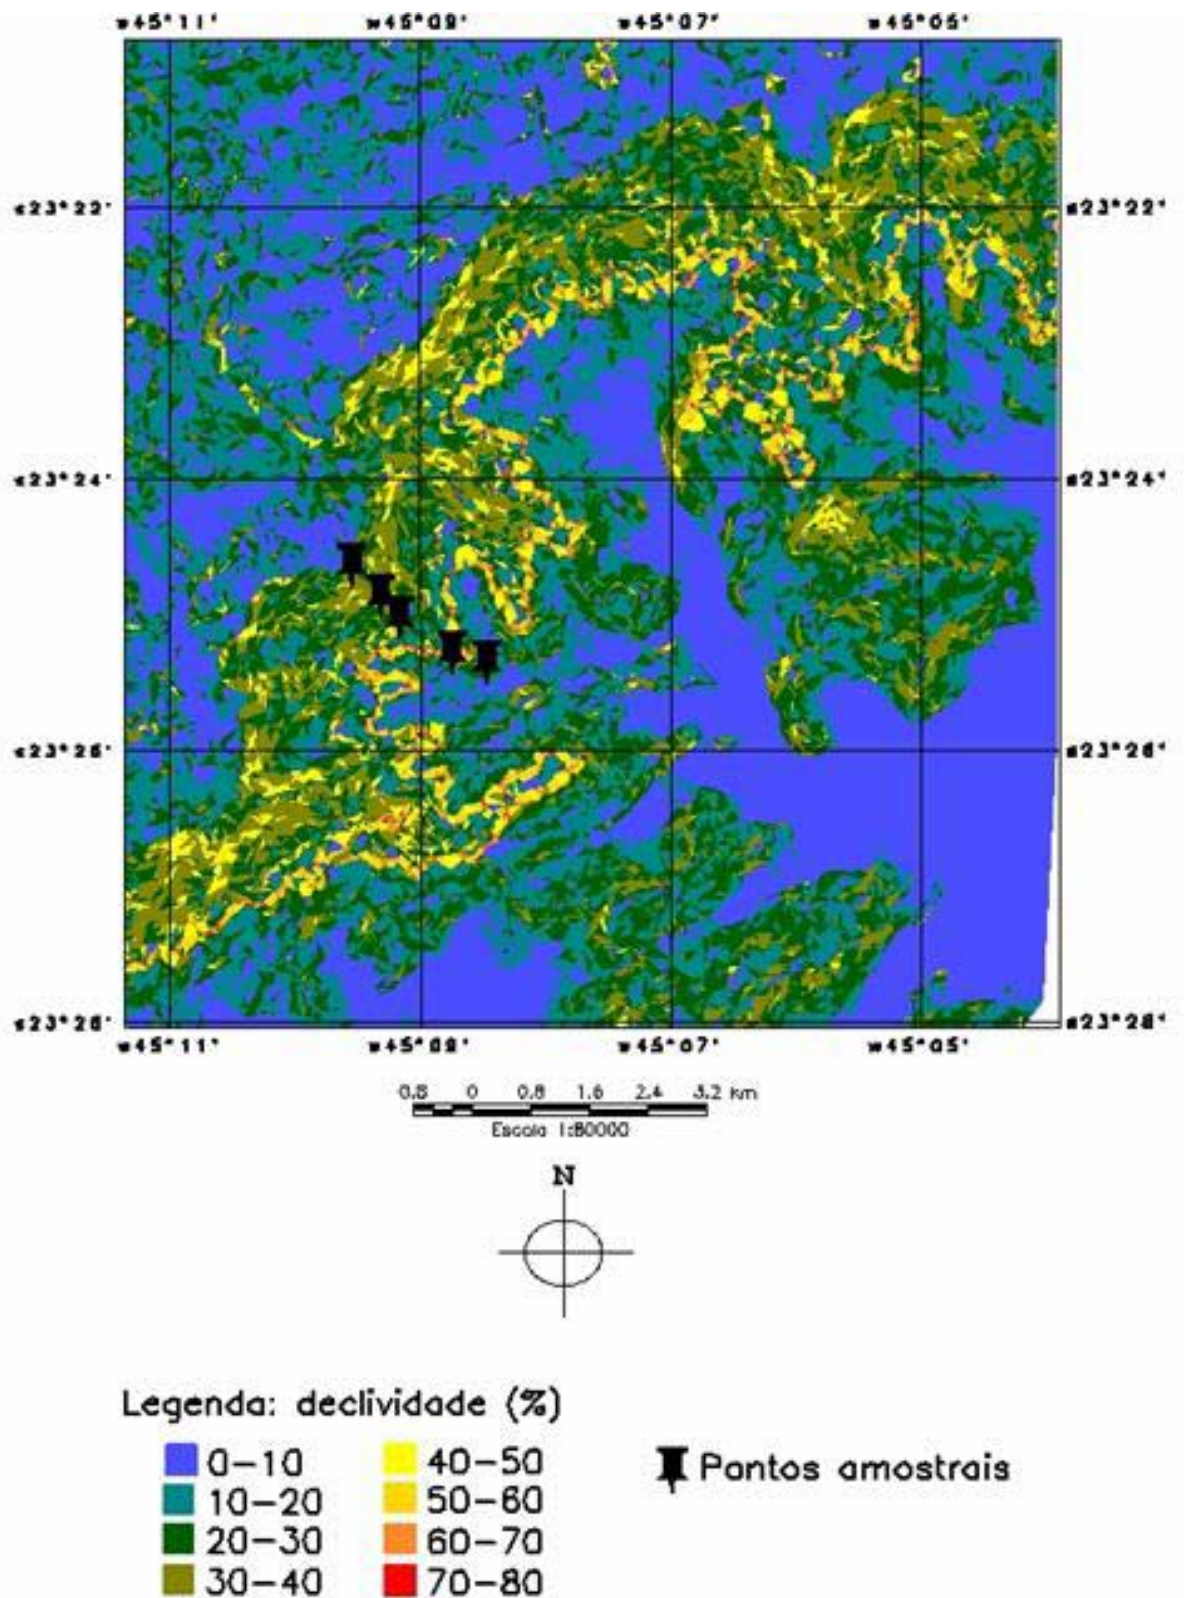 w45°11' w45°09' w45°07' w45°05'
s23°22' s23°22'
s23°24' s23°24'
s23°26' s23°26'
s23°28' s23°28'
w45°11' w45°09' w45°07' w45°05'
0.8 0 0.8 1.6 2.4 3.2 km
Escala 1:80000
N
Legenda: declividade (%)
0-10 40-50
10-20 50-60
20-30 60-70
30-40 70-80
Pontos amostrais